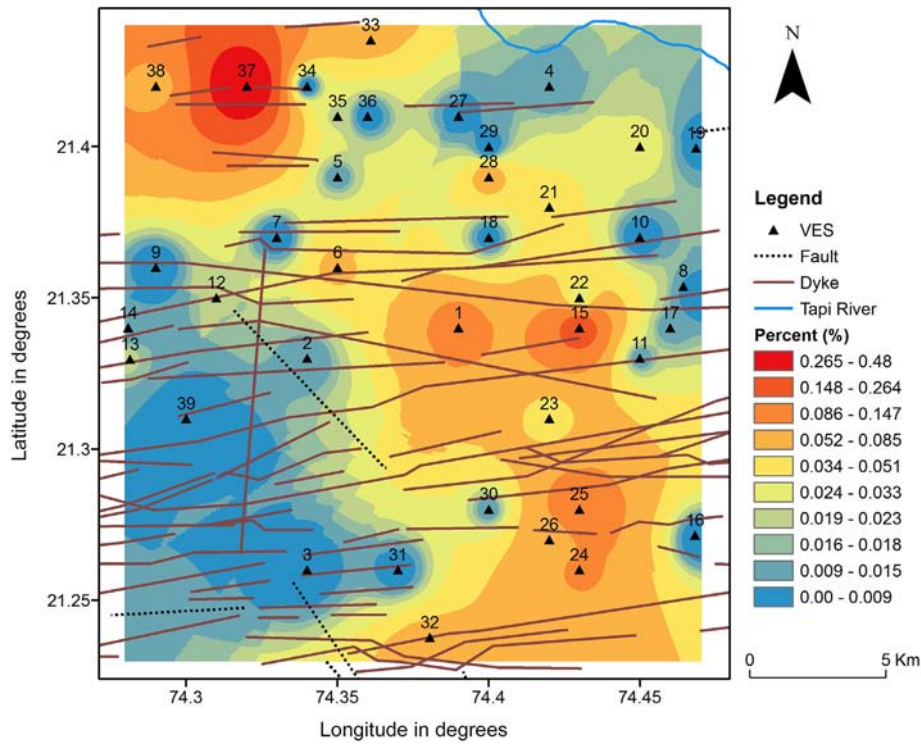 33
N
38
37
34
4
35
36
27
21.4
29
20
19
28
5
21
Legend
7
18
10
VES
9
6
8
Fault
12
22
Dyke
21.35
14
1
15
17
Tapi River
13
2
11
Percent (%)
0.265 - 0.48
0.148 - 0.264
39
23
0.086 - 0.147
21.3
0.052 - 0.085
0.034 - 0.051
30
25
0.024 - 0.033
26
16
0.019 - 0.023
3
31
24
0.016 - 0.018
21.25
0.009 - 0.015
32
0.00 - 0.009
0
5 Km
74.3
74.35
74.4
74.45
Longitude in degrees
Latitude in degrees